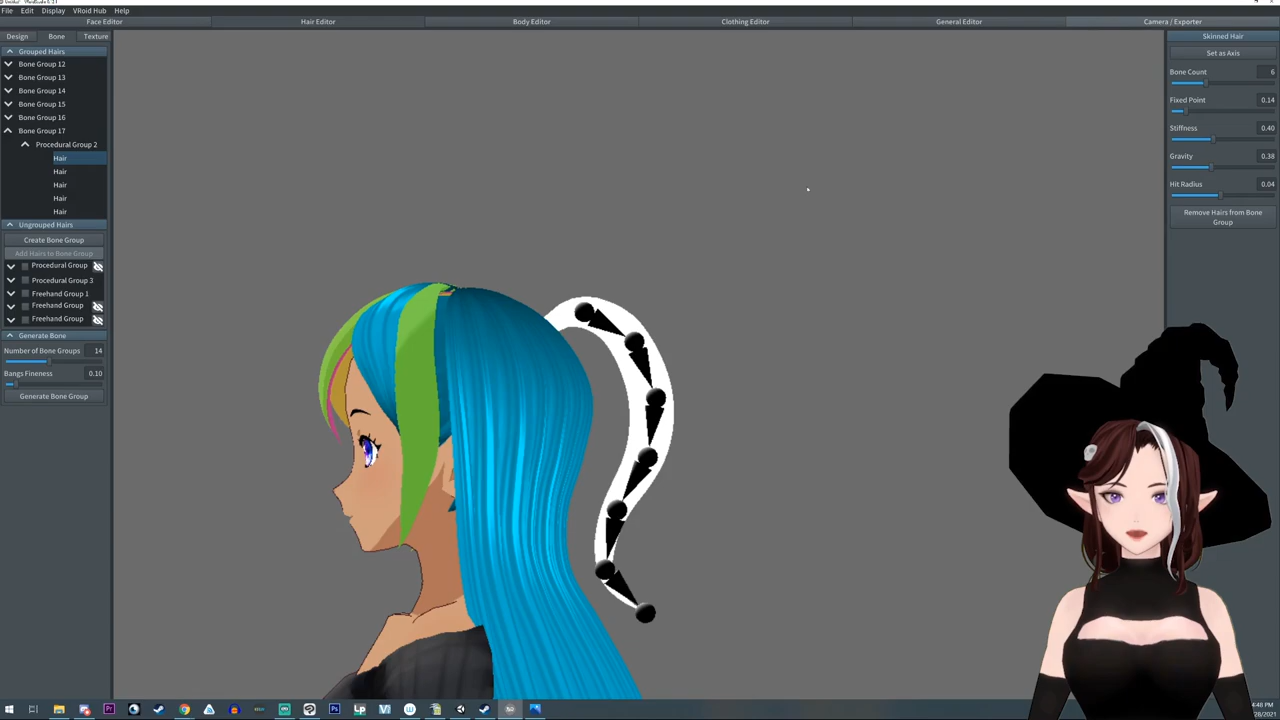 File Edit Display VRoid Hub Help
Face Editor Hair Editor Body Editor Clothing Editor General Editor Camera / Exporter
Design Bone Texture
Grouped Hairs
Bone Group 12
Bone Group 13
Bone Group 14
Bone Group 15
Bone Group 16
Bone Group 17
Procedural Group 2
Hair
Hair
Hair
Hair
Hair
Ungrouped Hairs
Create Bone Group
Add Hairs to Bone Group
Procedural Group
Procedural Group 3
Freehand Group 1
Freehand Group
Freehand Group
Generate Bone
Number of Bone Groups 14
Bangs Fineness 0.10
Generate Bone Group
Skinned Hair
Set as Axis
Bone Count 6
Fixed Point 0.14
Stiffness 0.40
Gravity 0.38
Hit Radius 0.04
Remove Hairs from Bone
Group
4:48 PM